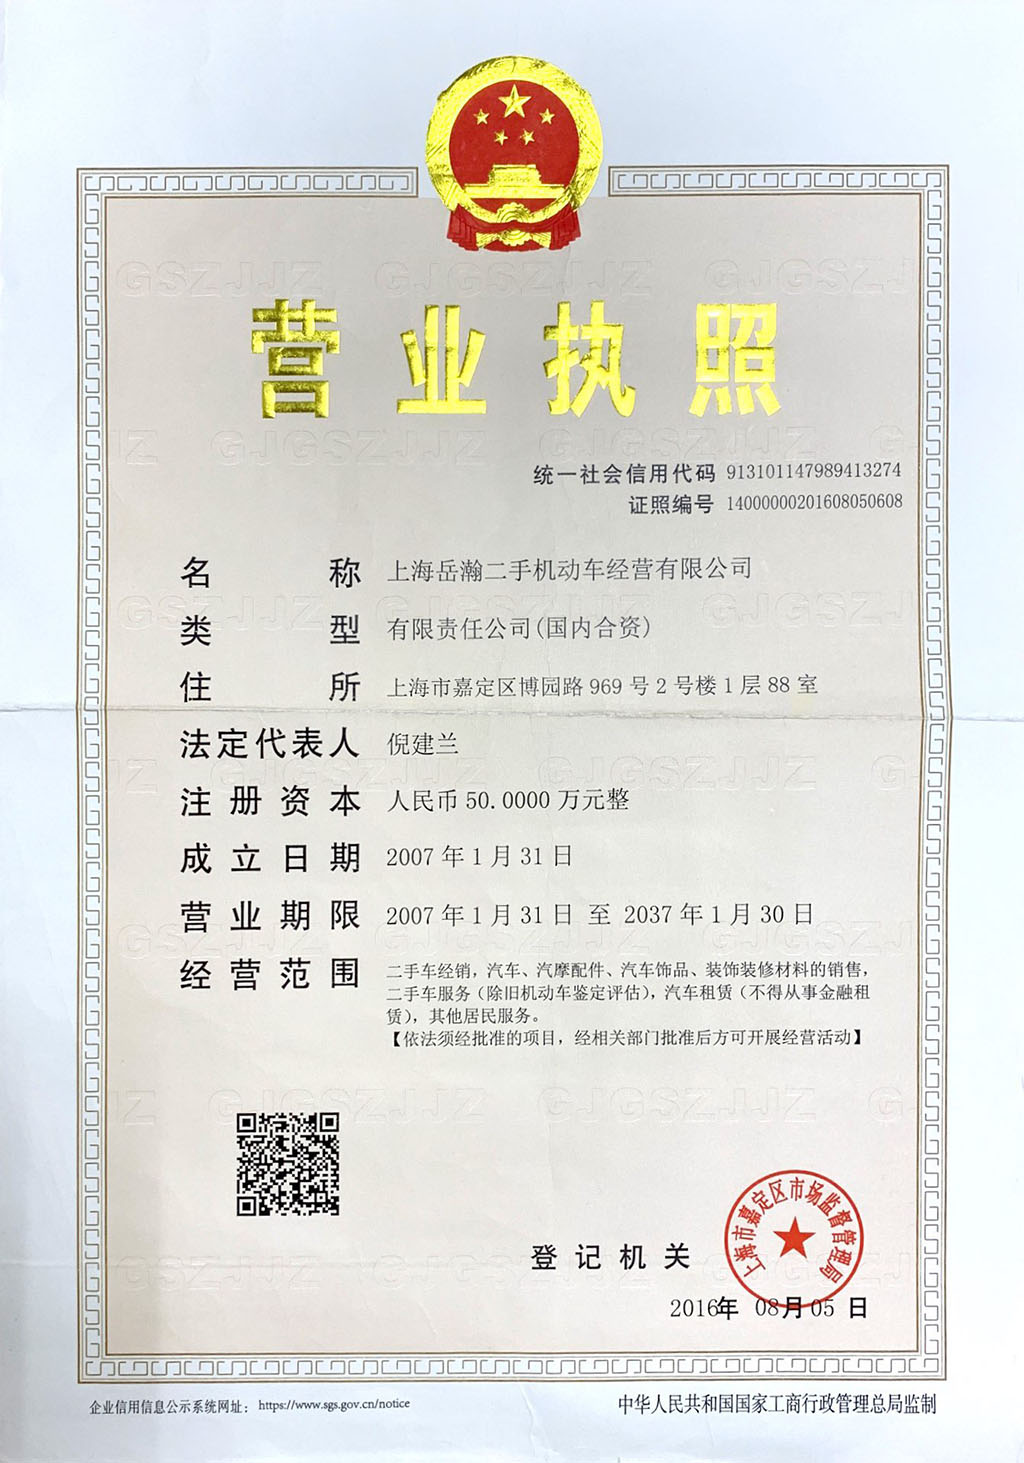 营业执照
统一社会信用代码 913101147989413274
证照编号 14000000201608050608
名称 上海岳瀚二手机动车经营有限公司
类型 有限责任公司(国内合资)
住所 上海市嘉定区博园路969号2号楼1层88室
法定代表人 倪建兰
注册资本 人民币50.0000万元整
成立日期 2007年1月31日
营业期限 2007年1月31日 至 2037年1月30日
经营范围 二手车经销，汽车、汽摩配件、汽车饰品、装饰装修材料的销售，
二手车服务（除旧机动车鉴定评估），汽车租赁（不得从事金融租
赁），其他居民服务。
【依法须经批准的项目，经相关部门批准后方可开展经营活动】
上海市嘉定区市场监督管理局
登记机关
2016年 08月05日
企业信用信息公示系统网址： https://www.sgs.gov.cn/notice
中华人民共和国国家工商行政管理总局监制